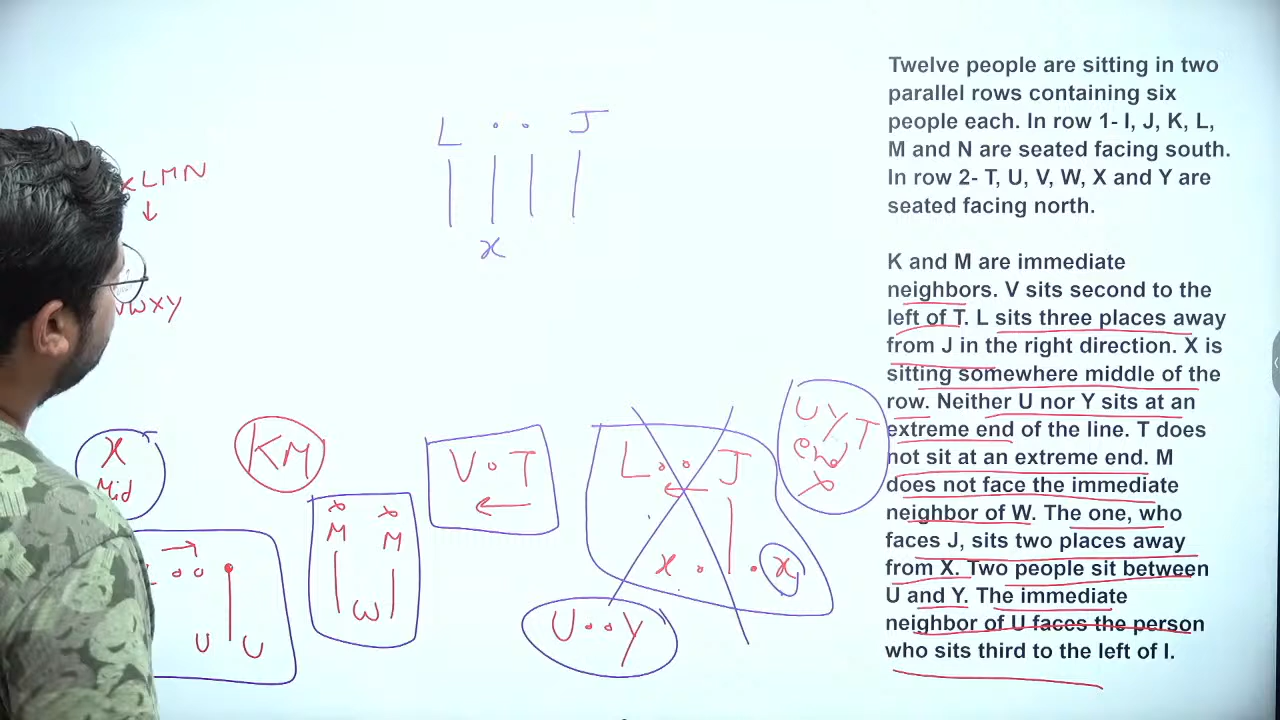 Twelve people are sitting in two
parallel rows containing six
people each. In row 1- I, J, K, L,
M and N are seated facing south.
In row 2- T, U, V, W, X and Y are
seated facing north.
K and M are immediate
neighbors. V sits second to the
left of T. L sits three places away
from J in the right direction. X is
sitting somewhere middle of the
row. Neither U nor Y sits at an
extreme end of the line. T does
not sit at an extreme end. M
does not face the immediate
neighbor of W. The one, who
faces J, sits two places away
from X. Two people sit between
U and Y. The immediate
neighbor of U faces the person
who sits third to the left of I.
L . . J
x
LMN
WXY
X
Mid
KM
x x
M M
W
V . T
L . . J
x . . x
U Y T
end
x
U . . Y
U U